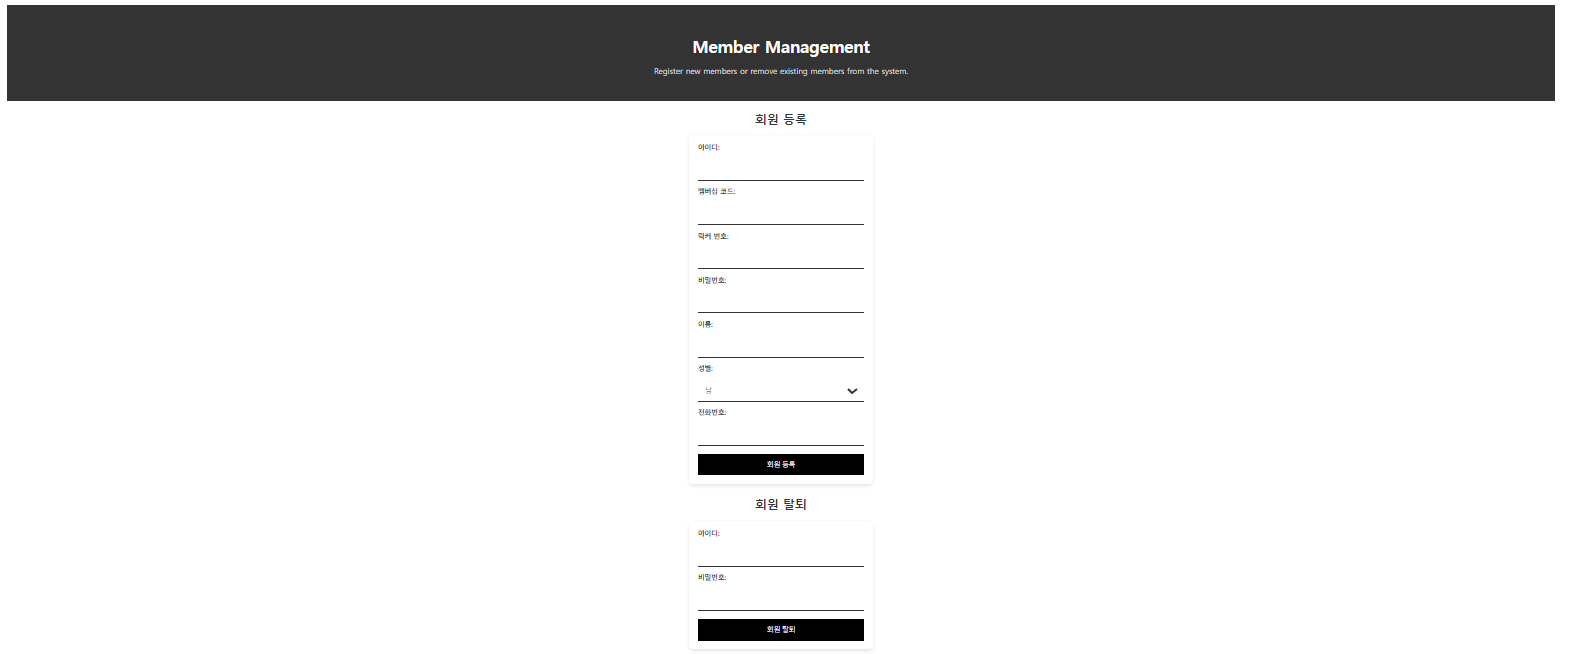 Member Management
Register new members or remove existing members from the system.
회원 등록
아이디:
멤버십 코드:
락커 번호:
비밀번호:
이름:
성별:
남
전화번호:
회원 등록
회원 탈퇴
아이디:
비밀번호:
회원 탈퇴